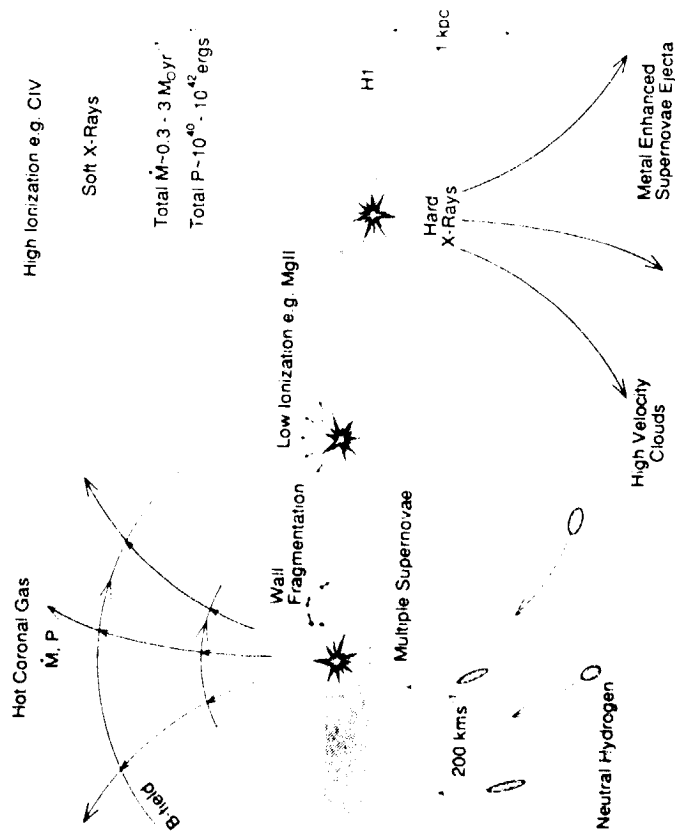 Hot Coronal Gas
Ṁ, P
High Ionization e.g. CIV
Soft X-Rays
Total Ṁ~0.3 - 3 M⊙yr⁻¹
Total P~10⁴⁰ - 10⁴² ergs
B-field
Wall
Fragmentation
Low Ionization e.g. MgII
H1
Multiple Supernovae
Hard
X-Rays
1 kpc
200 kms⁻¹
Neutral Hydrogen
High Velocity
Clouds
Metal Enhanced
Supernovae Ejecta